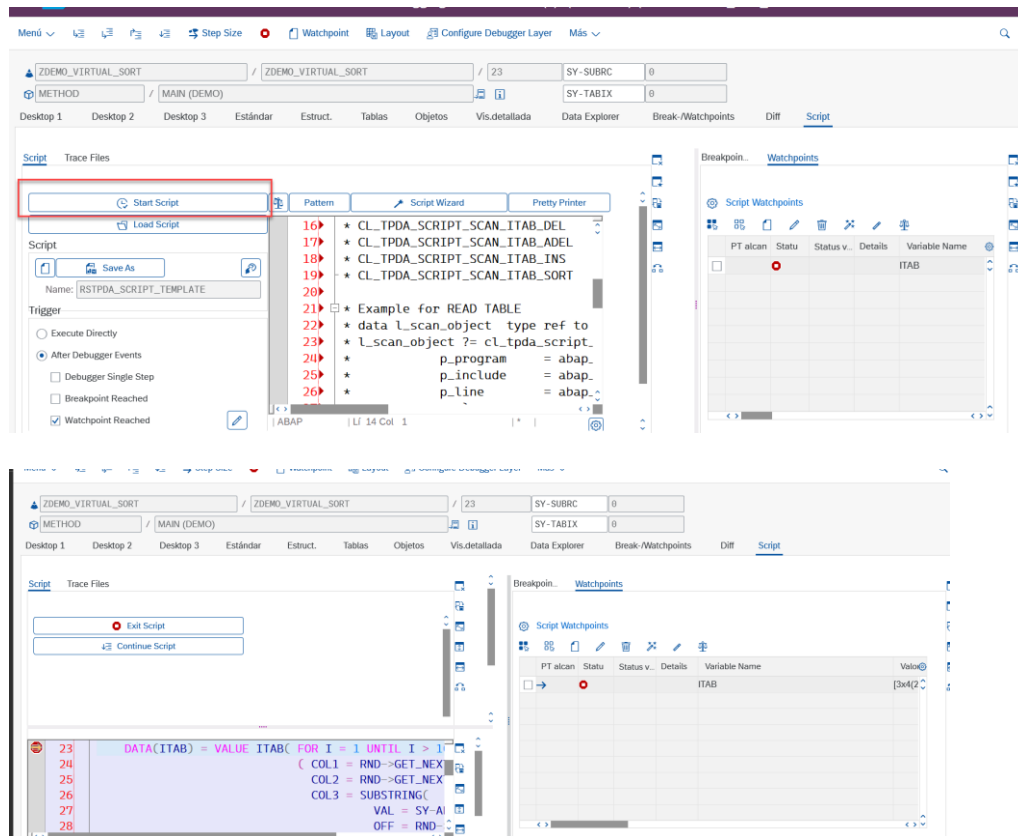 Menú Step Size Watchpoint Layout Configure Debugger Layer Más
ZDEMO_VIRTUAL_SORT / ZDEMO_VIRTUAL_SORT / 23 SY-SUBRC 0
METHOD / MAIN (DEMO) SY-TABIX 0
Desktop 1 Desktop 2 Desktop 3 Estándar Estruct. Tablas Objetos Vis.detallada Data Explorer Break-/Watchpoints Diff Script
Script Trace Files Breakpoin.. Watchpoints
Start Script Pattern Script Wizard Pretty Printer Script Watchpoints
Load Script
Script
Save As
Name: RSTPDA_SCRIPT_TEMPLATE
Trigger
Execute Directly
After Debugger Events
Debugger Single Step
Breakpoint Reached
Watchpoint Reached
16 * CL_TPDA_SCRIPT_SCAN_ITAB_DEL
17 * CL_TPDA_SCRIPT_SCAN_ITAB_ADEL
18 * CL_TPDA_SCRIPT_SCAN_ITAB_INS
19 * CL_TPDA_SCRIPT_SCAN_ITAB_SORT
20
21 * Example for READ TABLE
22 * data l_scan_object type ref to
23 * l_scan_object ?= cl_tpda_script_
24 * p_program = abap_
25 * p_include = abap_
26 * p_line = abap_
ABAP Lí 14 Col 1 | * |
PT alcan Statu Status v.. Details Variable Name
ITAB
ZDEMO_VIRTUAL_SORT / ZDEMO_VIRTUAL_SORT / 23 SY-SUBRC 0
METHOD / MAIN (DEMO) SY-TABIX 0
Desktop 1 Desktop 2 Desktop 3 Estándar Estruct. Tablas Objetos Vis.detallada Data Explorer Break-/Watchpoints Diff Script
Script Trace Files Breakpoin.. Watchpoints
Exit Script Script Watchpoints
Continue Script
PT alcan Statu Status v.. Details Variable Name Valor
ITAB [3x4(2
23 DATA(ITAB) = VALUE ITAB( FOR I = 1 UNTIL I > 1
24 ( COL1 = RND->GET_NEX
25 COL2 = RND->GET_NEX
26 COL3 = SUBSTRING(
27 VAL = SY-A
28 OFF = RND-